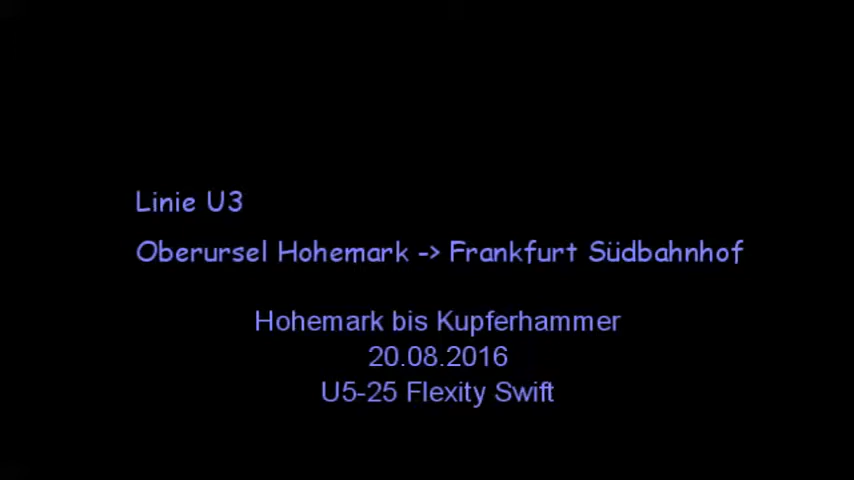 Linie U3
Oberursel Hohemark -> Frankfurt Südbahnhof
Hohemark bis Kupferhammer
20.08.2016
U5-25 Flexity Swift